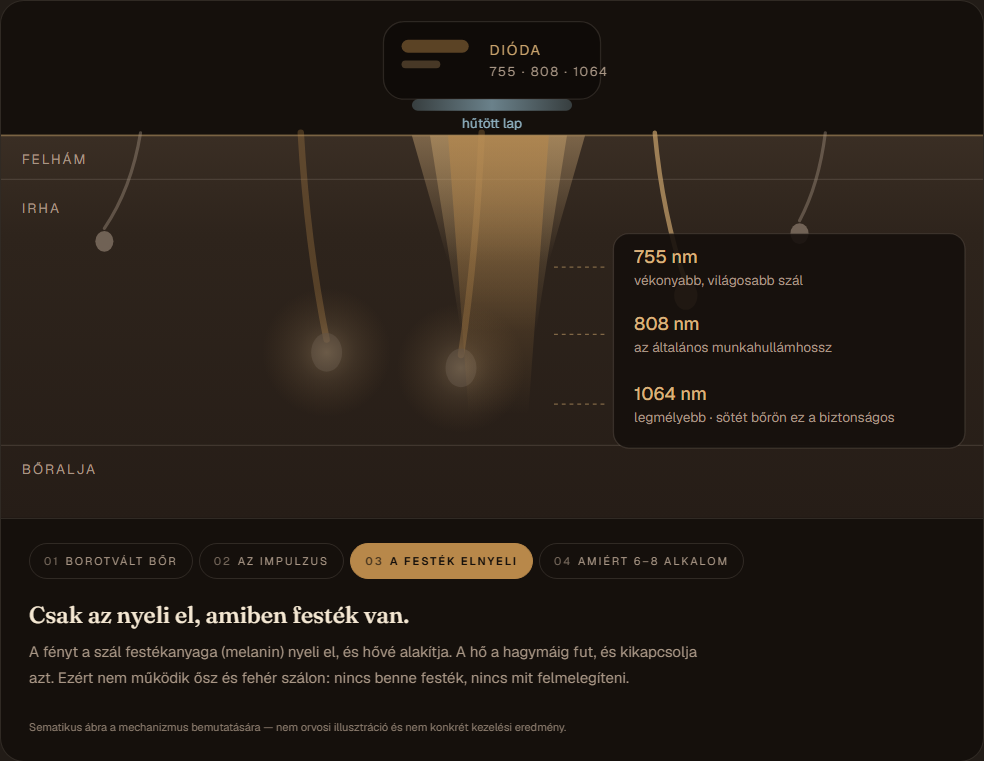 DIÓDA
755 · 808 · 1064
hűtött lap
FELHÁM
IRHA
755 nm
vékonyabb, világosabb szál
808 nm
az általános munkahullámhossz
1064 nm
legmélyebb · sötét bőrön ez a biztonságos
BŐRALJA
01 BOROTVÁLT BŐR
02 AZ IMPULZUS
03 A FESTÉK ELNYELI
04 AMIÉRT 6–8 ALKALOM
Csak az nyeli el, amiben festék van.
A fényt a szál festékanyaga (melanin) nyeli el, és hővé alakítja. A hő a hagymáig fut, és kikapcsolja
azt. Ezért nem működik ősz és fehér szálon: nincs benne festék, nincs mit felmelegíteni.
Sematikus ábra a mechanizmus bemutatására — nem orvosi illusztráció és nem konkrét kezelési eredmény.